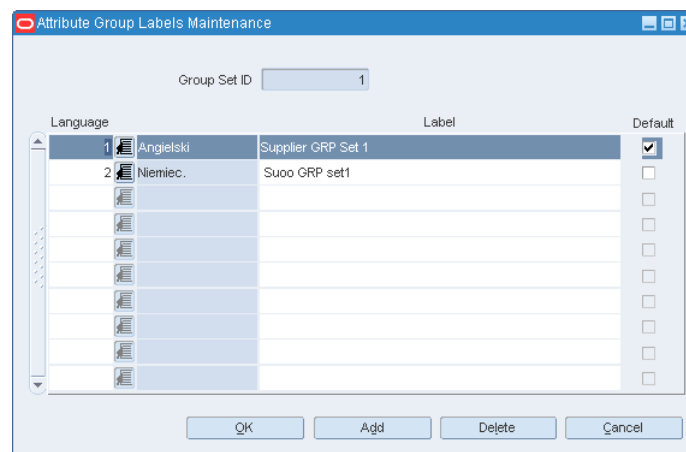 Attribute Group Labels Maintenance
Group Set ID 1
Language Label Default
1 Angielski Supplier GRP Set 1
2 Niemiec. Suoo GRP set1
OK Add Delete Cancel